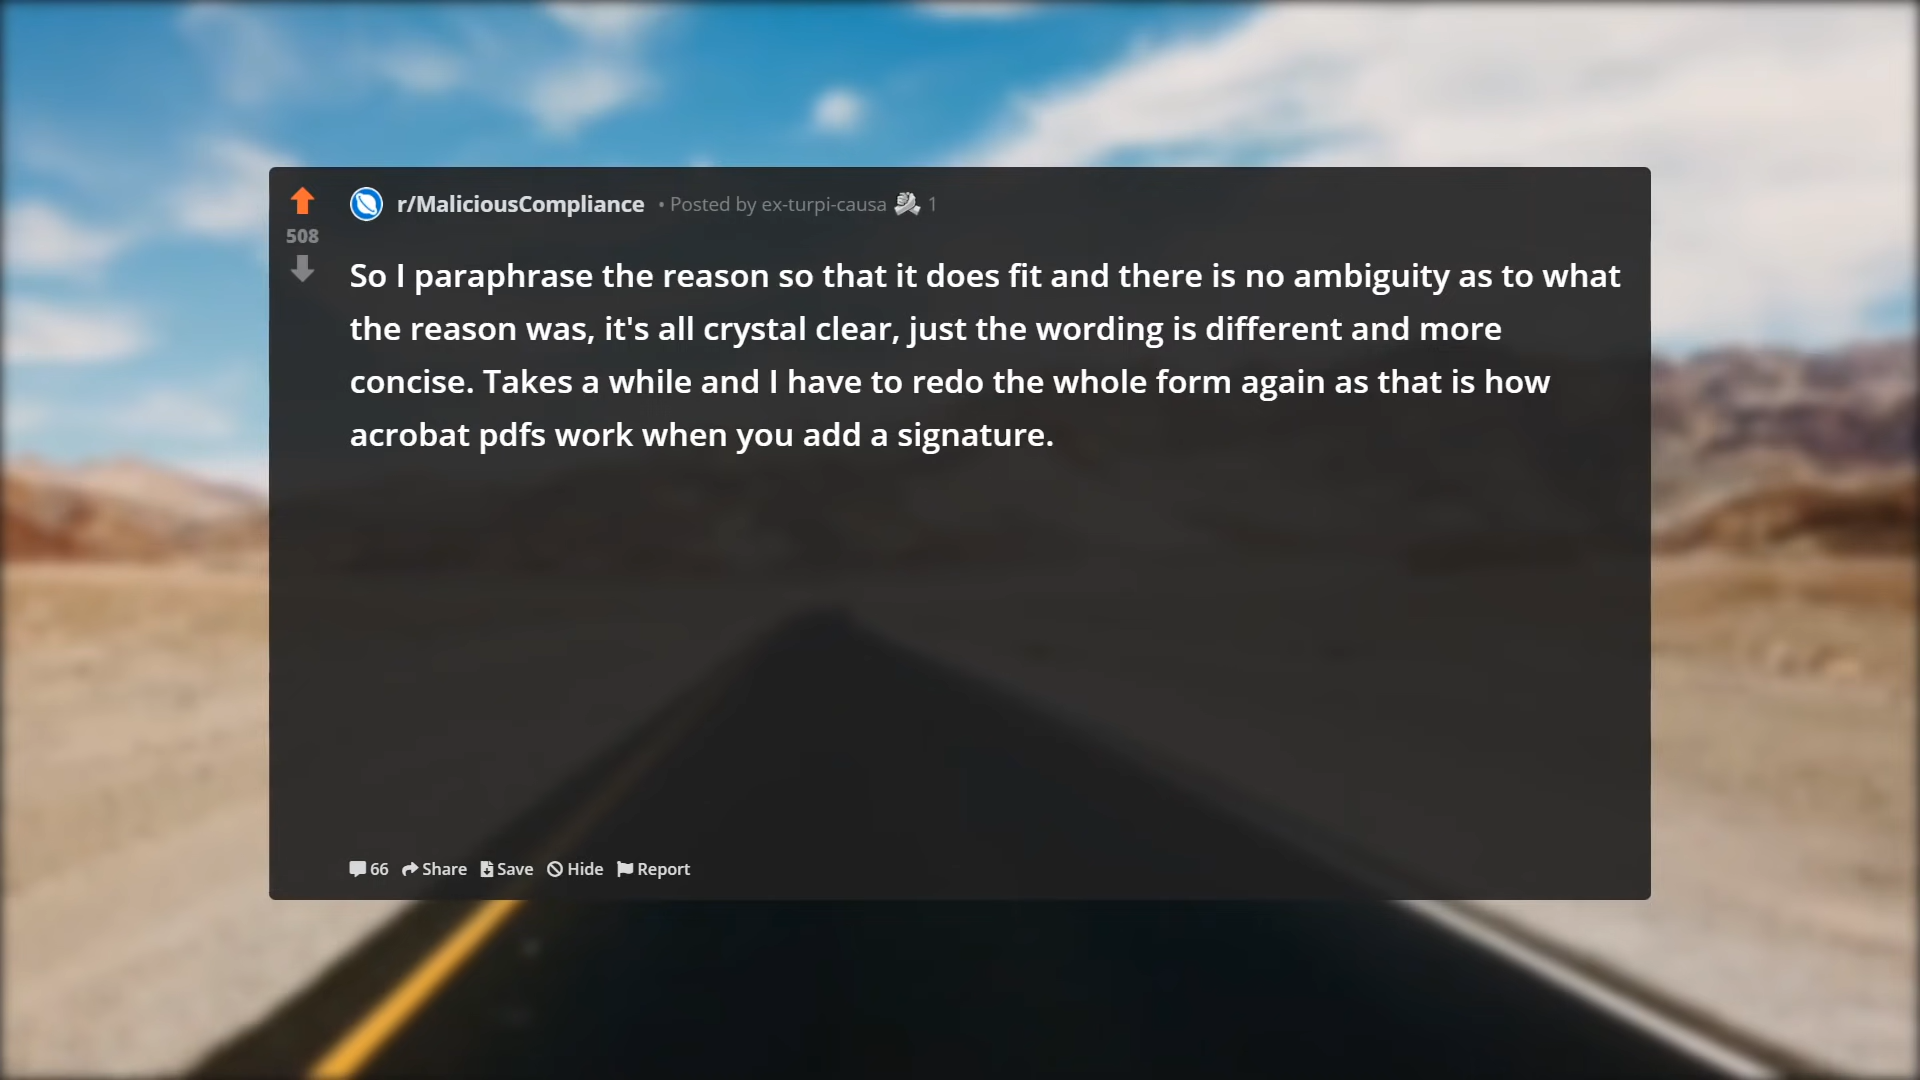 r/MaliciousCompliance • Posted by ex-turpi-causa 1
508
So I paraphrase the reason so that it does fit and there is no ambiguity as to what
the reason was, it's all crystal clear, just the wording is different and more
concise. Takes a while and I have to redo the whole form again as that is how
acrobat pdfs work when you add a signature.
66 Share Save Hide Report